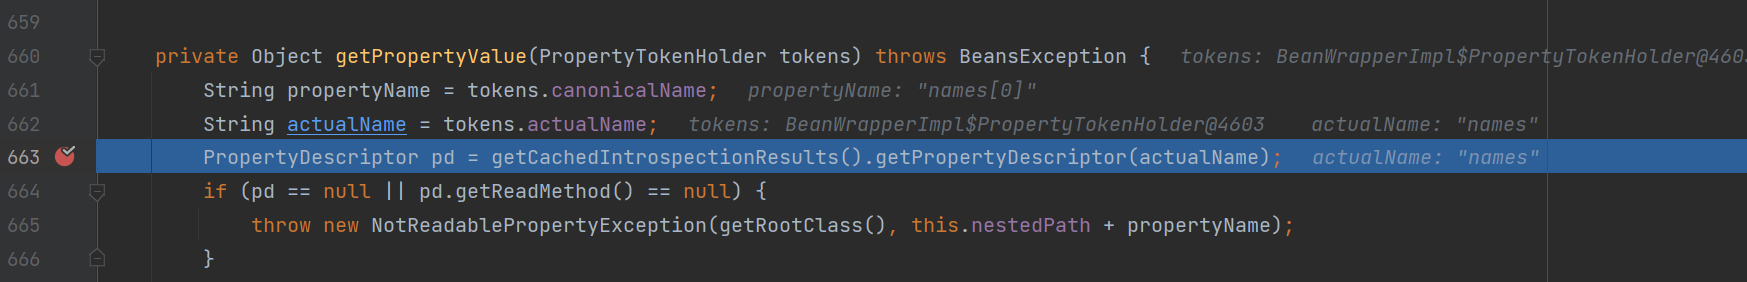 659
660 private Object getPropertyValue(PropertyTokenHolder tokens) throws BeansException { tokens: BeanWrapperImpl$PropertyTokenHolder@4603
661 String propertyName = tokens.canonicalName; propertyName: "names[0]"
662 String actualName = tokens.actualName; tokens: BeanWrapperImpl$PropertyTokenHolder@4603 actualName: "names"
663 PropertyDescriptor pd = getCachedIntrospectionResults().getPropertyDescriptor(actualName); actualName: "names"
664 if (pd == null || pd.getReadMethod() == null) {
665 throw new NotReadablePropertyException(getRootClass(), this.nestedPath + propertyName);
666 }